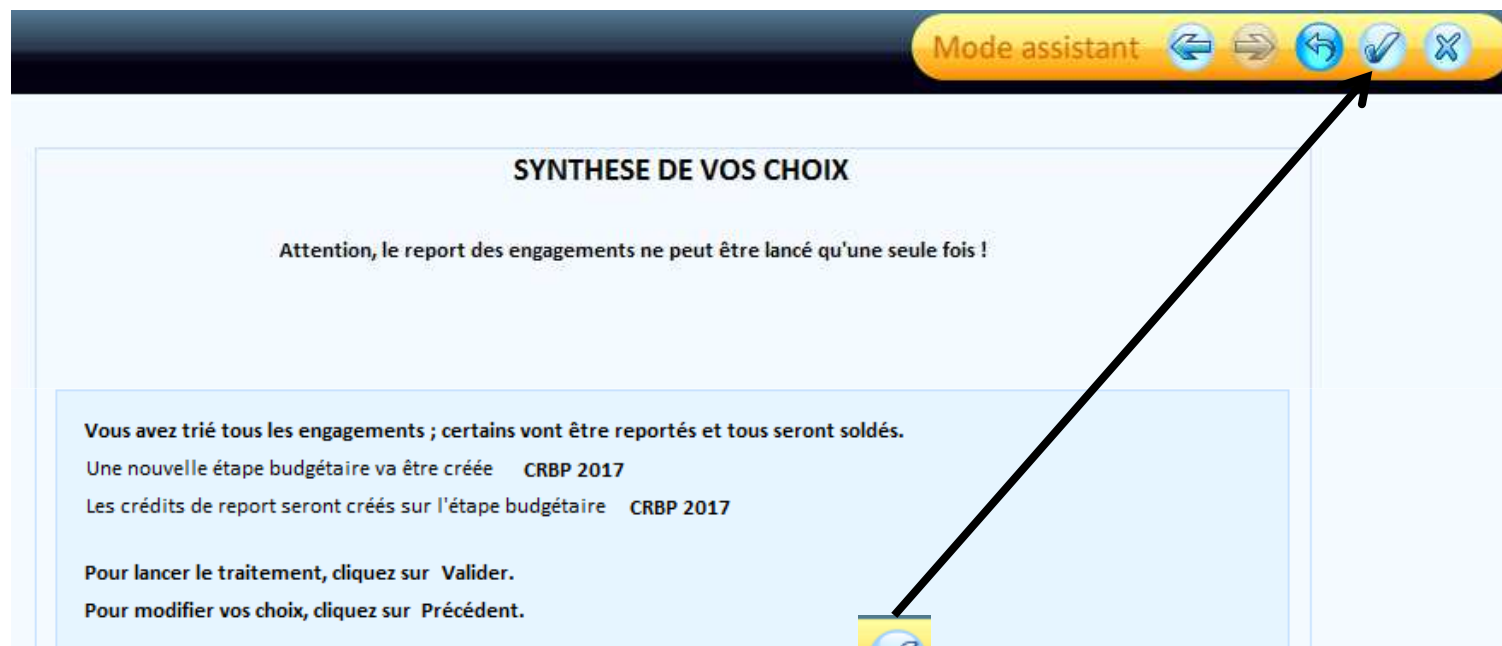 Mode assistant
SYNTHESE DE VOS CHOIX
Attention, le report des engagements ne peut être lancé qu'une seule fois !
Vous avez trié tous les engagements ; certains vont être reportés et tous seront soldés.
Une nouvelle étape budgétaire va être créée CRBP 2017
Les crédits de report seront créés sur l'étape budgétaire CRBP 2017
Pour lancer le traitement, cliquez sur Valider.
Pour modifier vos choix, cliquez sur Précédent.